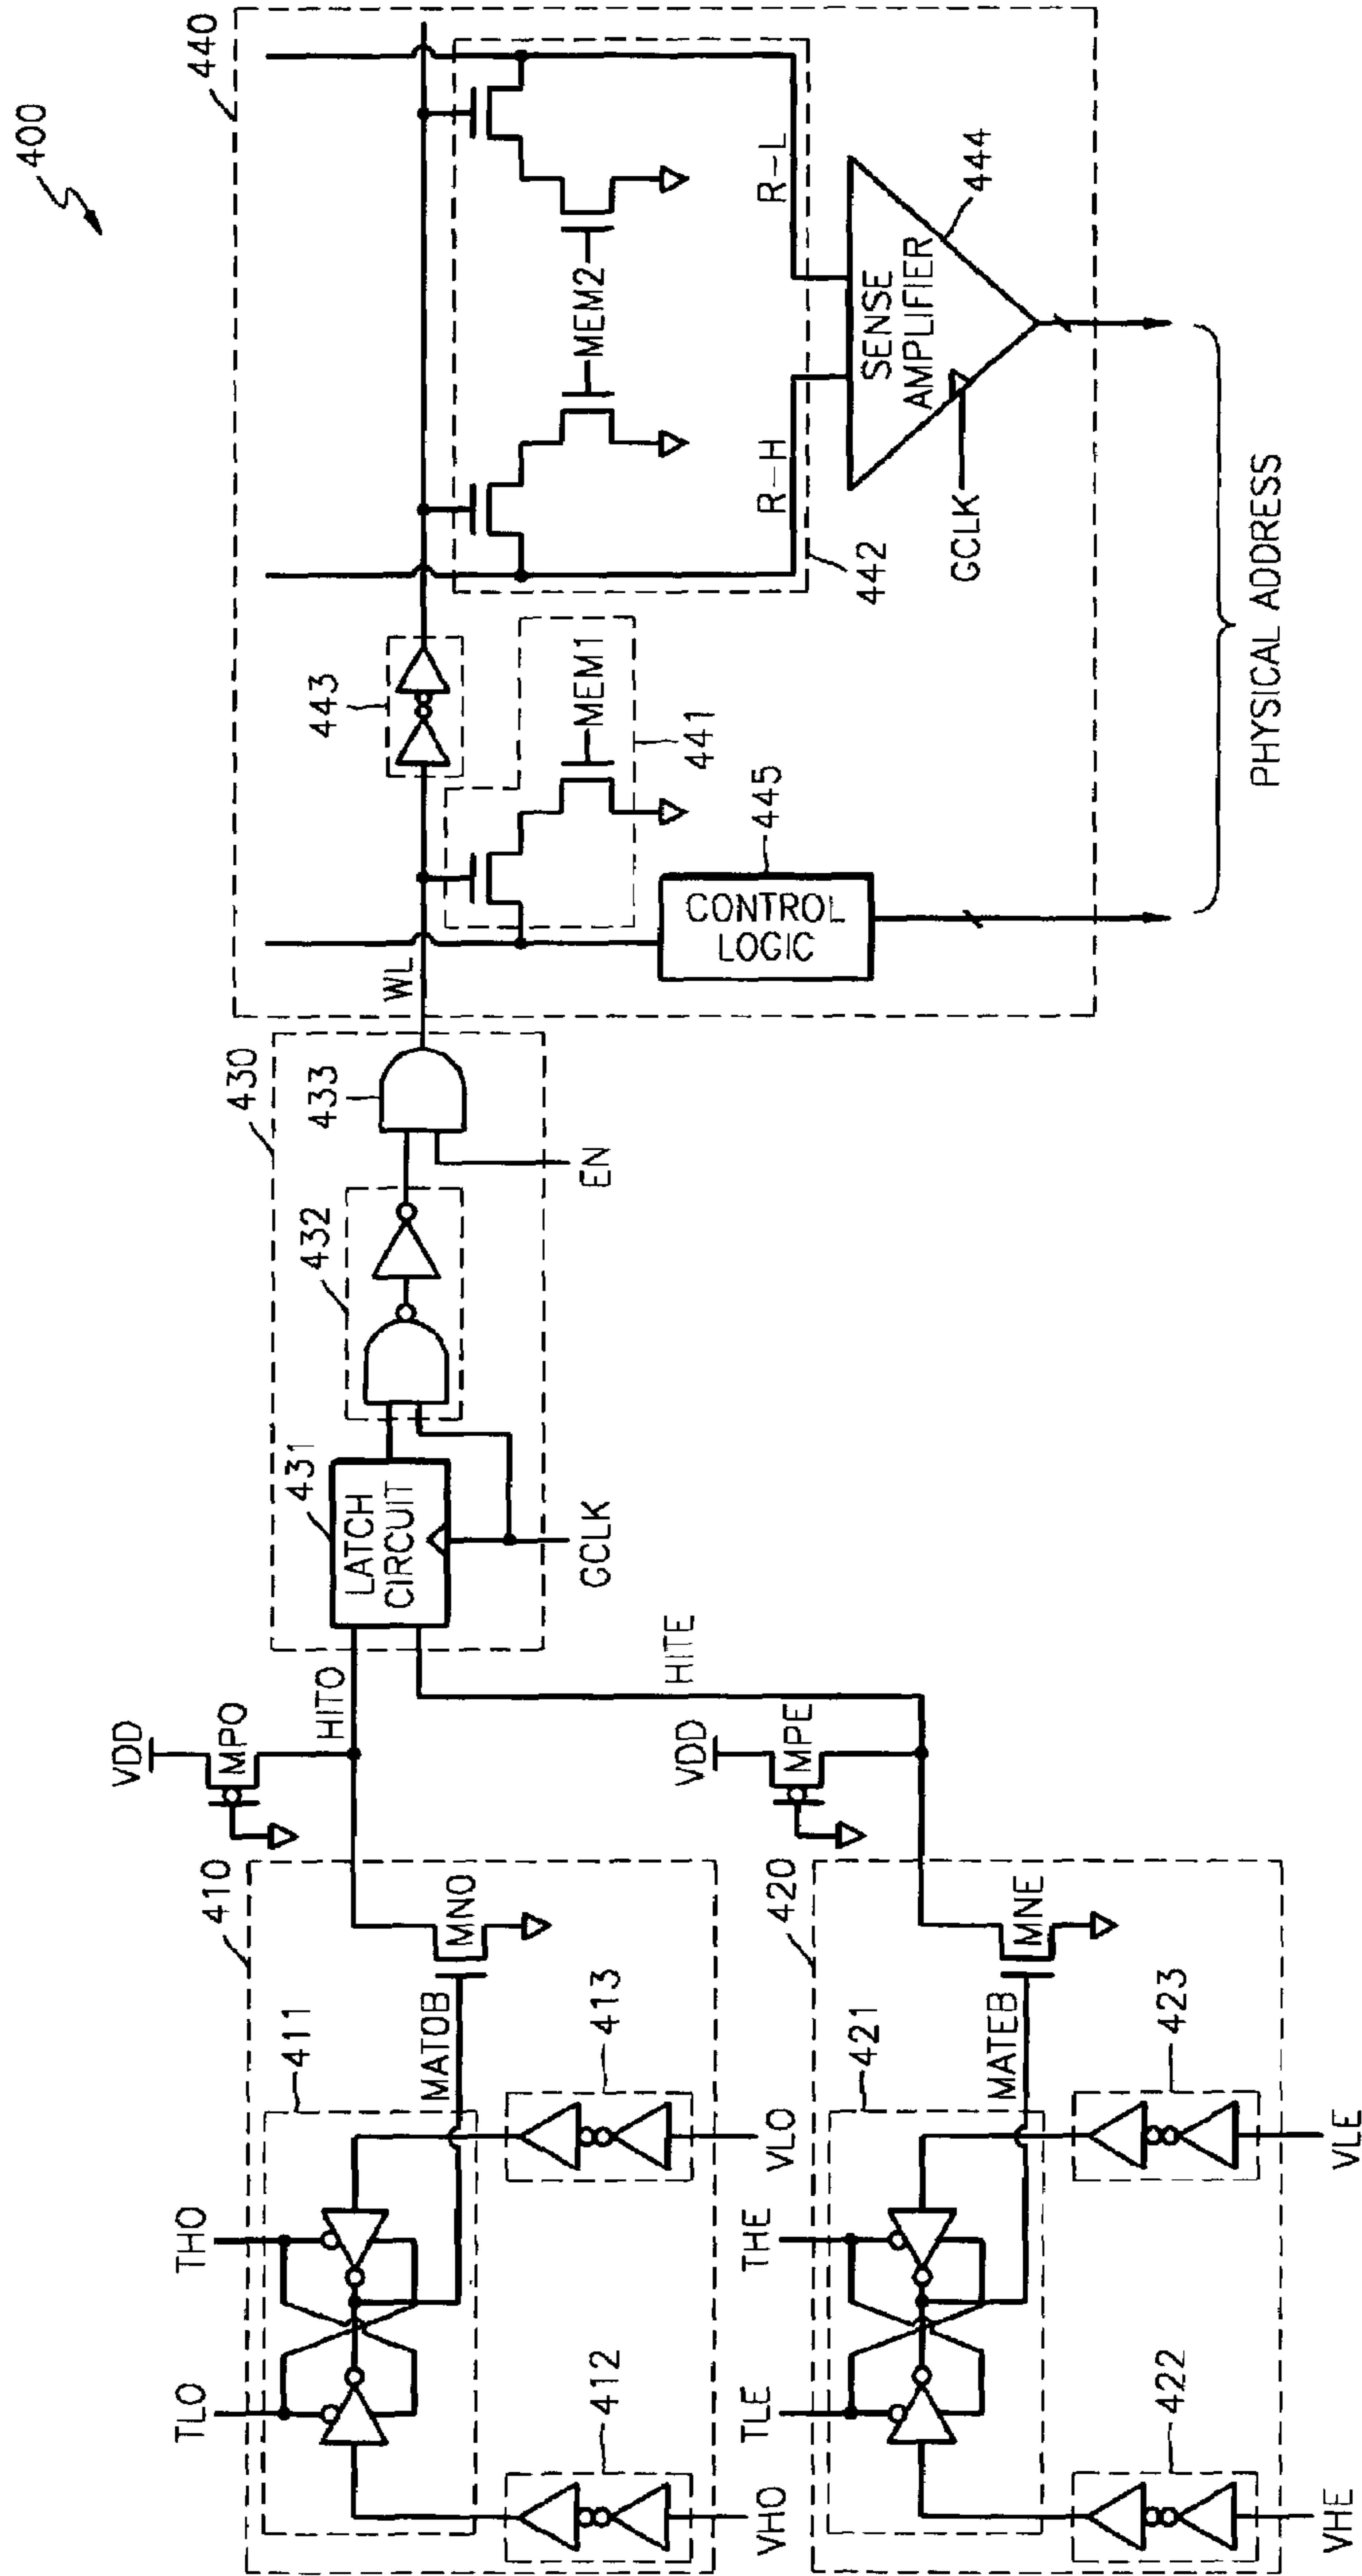 400
410
TLO
THO
411
MATOB
MNO
412
413
VHO
VLO
VDD
MPO
HITO
420
TLE
THE
421
MATEB
MNE
422
423
VHE
VLE
VDD
MPE
HITE
430
431
LATCH
CIRCUIT
GCLK
432
433
EN
440
WL
443
441
MEM1
445
CONTROL
LOGIC
MEM2
442
R-H
R-L
SENSE
AMPLIFIER
444
GCLK
PHYSICAL ADDRESS